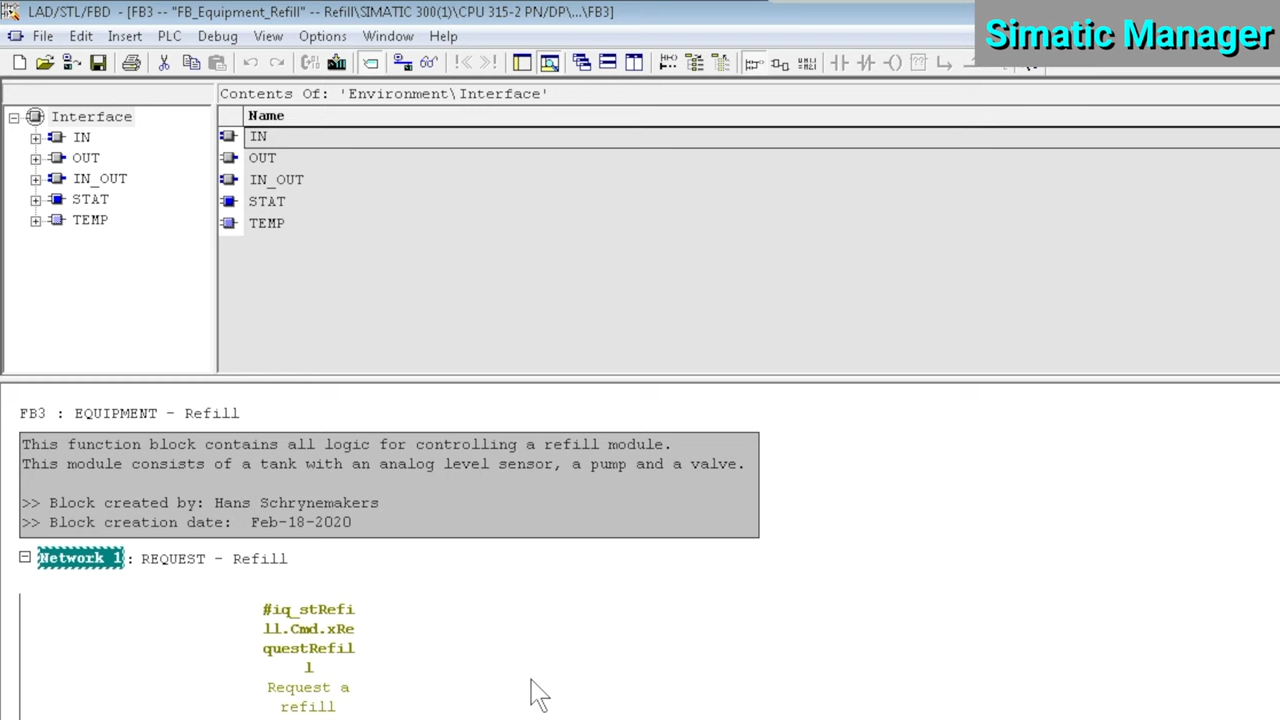 LAD/STL/FBD - [FB3 -- "FB_Equipment_Refill" -- Refill\SIMATIC 300(1)\CPU 315-2 PN/DP\...\FB3]
Simatic Manager
File Edit Insert PLC Debug View Options Window Help
Contents Of: 'Environment\Interface'
Interface
IN
OUT
IN_OUT
STAT
TEMP
Name
IN
OUT
IN_OUT
STAT
TEMP
FB3 : EQUIPMENT - Refill
This function block contains all logic for controlling a refill module.
This module consists of a tank with an analog level sensor, a pump and a valve.
>> Block created by: Hans Schrynemakers
>> Block creation date: Feb-18-2020
Network 1: REQUEST - Refill
#iq_stRefi
ll.Cmd.xRe
questRefil
l
Request a
refill